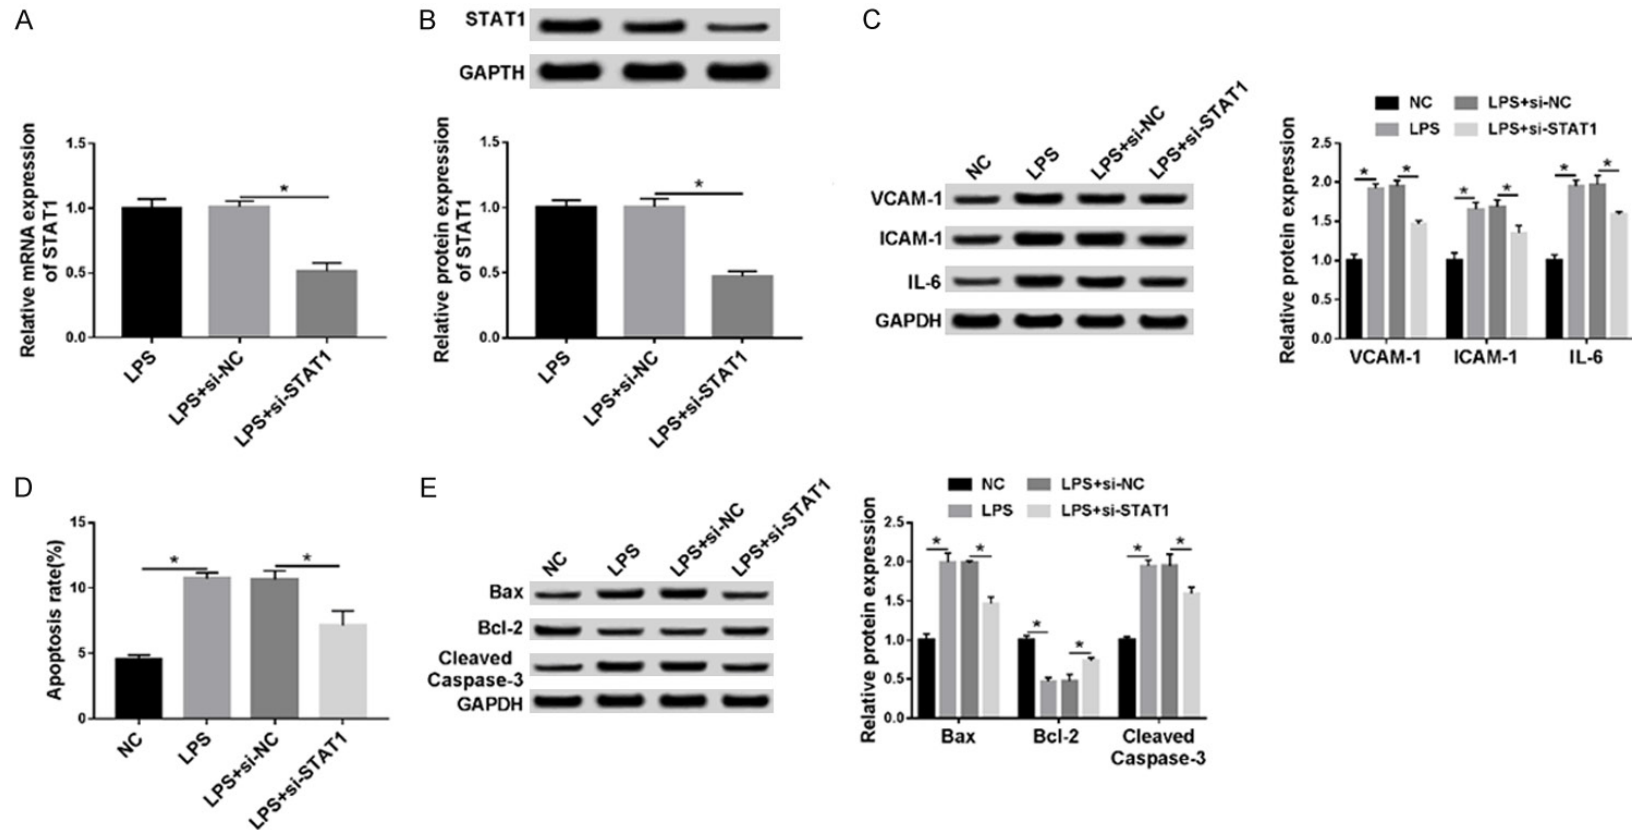 A
Relative mRNA expression
of STAT1
1.5
1.0
0.5
0.0
*
LPS
LPS+si-NC
LPS+si-STAT1
B
STAT1
GAPTH
Relative protein expression
of STAT1
1.5
1.0
0.5
0.0
*
LPS
LPS+si-NC
LPS+si-STAT1
C
NC
LPS
LPS+si-NC
LPS+si-STAT1
VCAM-1
ICAM-1
IL-6
GAPDH
NC
LPS+si-NC
LPS
LPS+si-STAT1
Relative protein expression
2.5
2.0
1.5
1.0
0.5
0.0
* * * * * *
VCAM-1 ICAM-1 IL-6
D
Apoptosis rate(%)
15
10
5
0
* *
NC
LPS
LPS+si-NC
LPS+si-STAT1
E
NC
LPS
LPS+si-NC
LPS+si-STAT1
Bax
Bcl-2
Cleaved
Caspase-3
GAPDH
NC
LPS+si-NC
LPS
LPS+si-STAT1
Relative protein expression
2.5
2.0
1.5
1.0
0.5
0.0
* * * * * *
Bax Bcl-2 Cleaved
Caspase-3